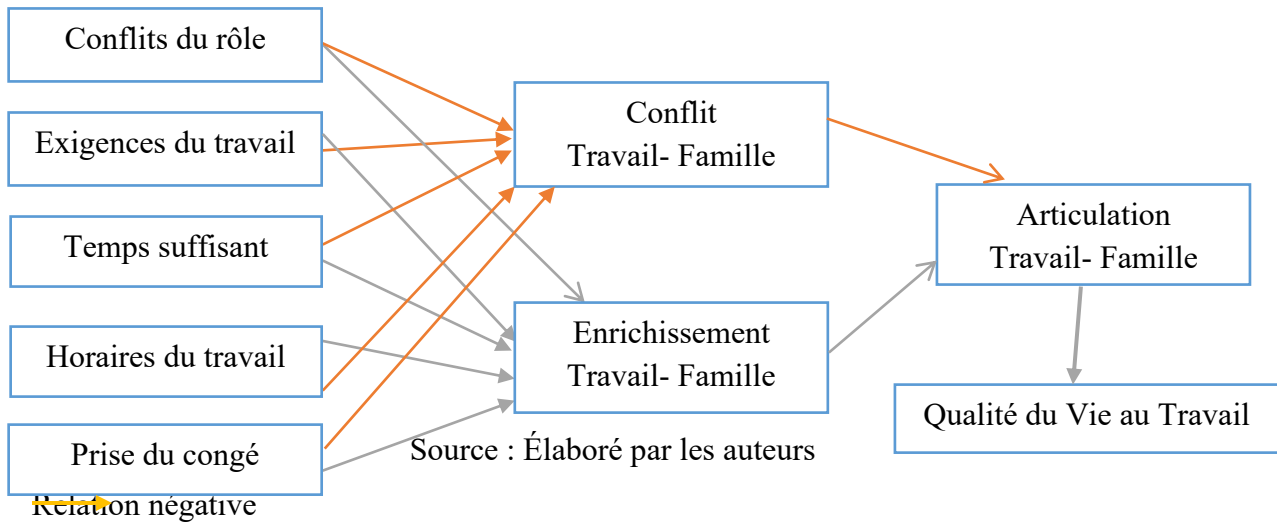 Conflits du rôle
Exigences du travail
Temps suffisant
Horaires du travail
Prise du congé
Conflit
Travail- Famille
Enrichissement
Travail- Famille
Articulation
Travail- Famille
Qualité du Vie au Travail
Source : Élaboré par les auteurs
Relation négative